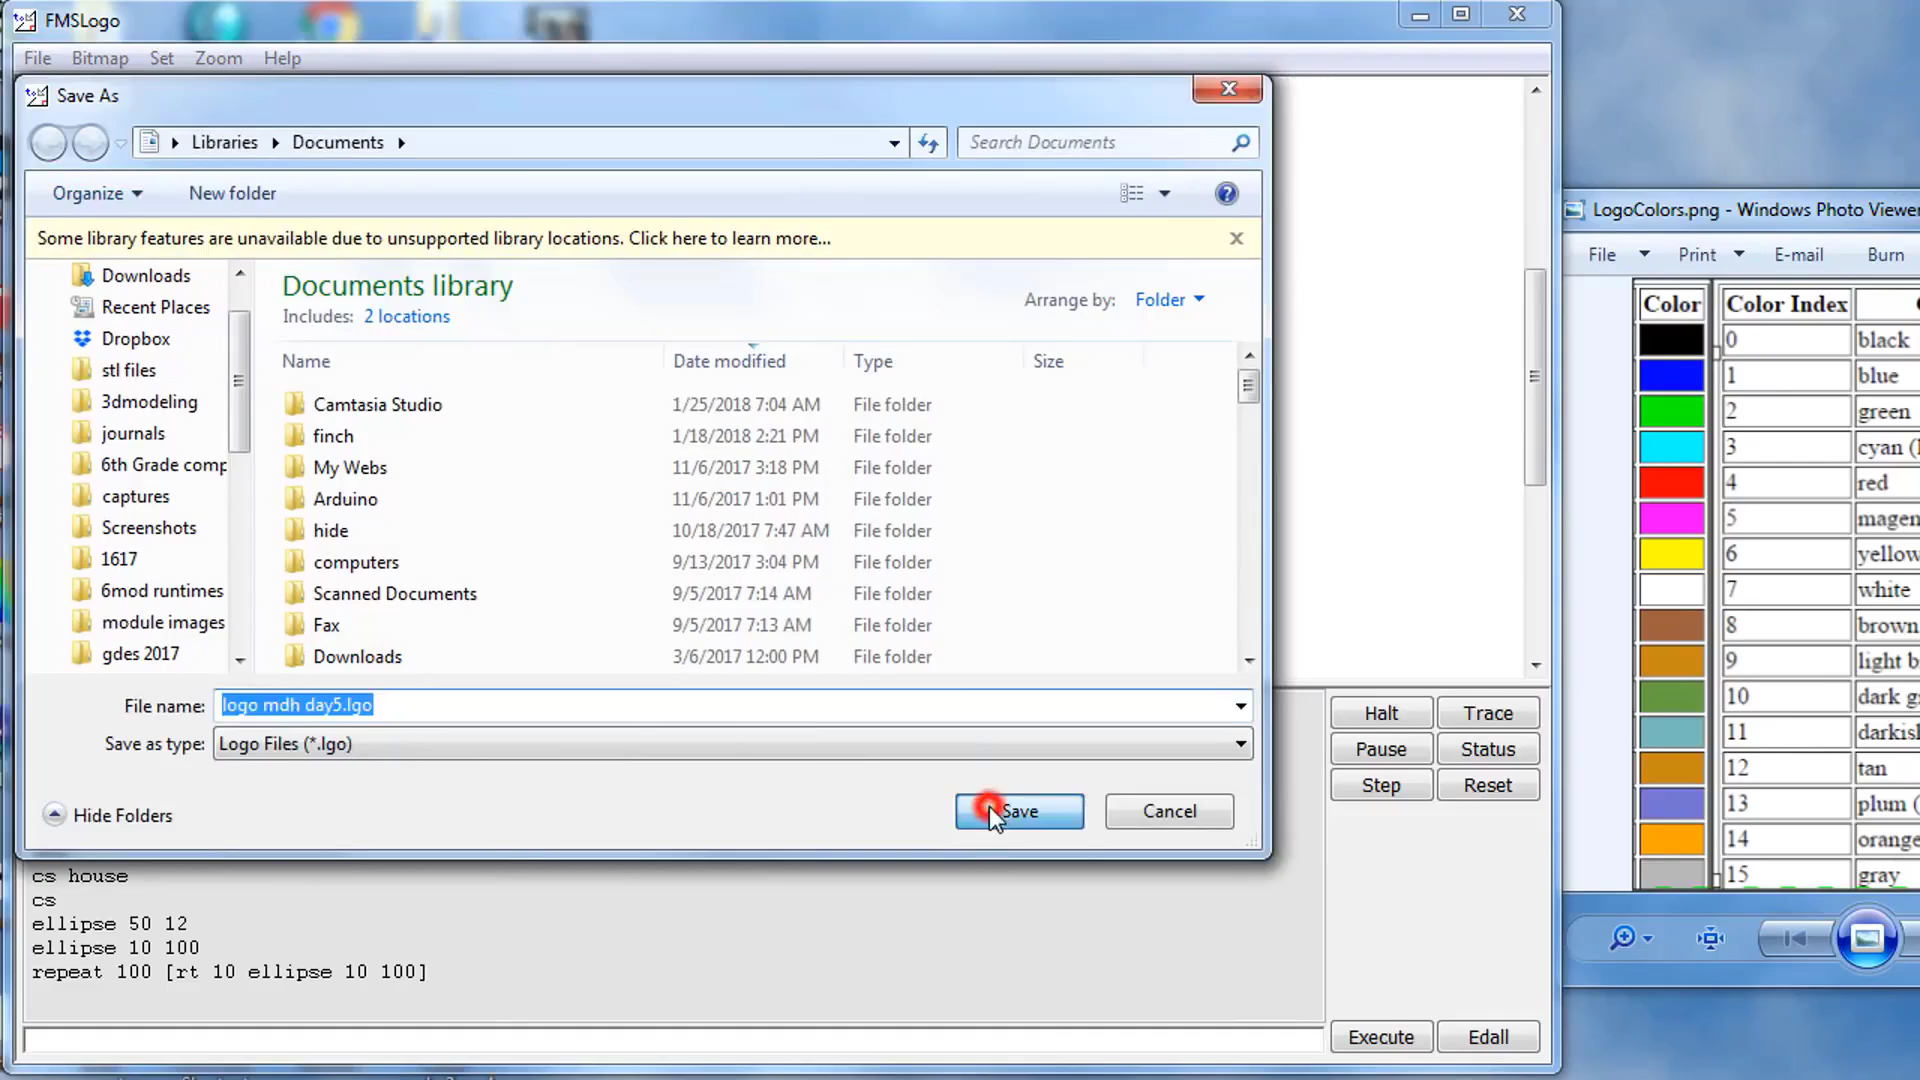 FMSLogo
File Bitmap Set Zoom Help
Save As
Libraries Documents
Search Documents
Organize New folder
Some library features are unavailable due to unsupported library locations. Click here to learn more...
Downloads
Recent Places
Dropbox
stl files
3dmodeling
journals
6th Grade comp
captures
Screenshots
1617
6mod runtimes
module images
gdes 2017
Documents library
Includes: 2 locations
Arrange by: Folder
Name Date modified Type Size
Camtasia Studio 1/25/2018 7:04 AM File folder
finch 1/18/2018 2:21 PM File folder
My Webs 11/6/2017 3:18 PM File folder
Arduino 11/6/2017 1:01 PM File folder
hide 10/18/2017 7:47 AM File folder
computers 9/13/2017 3:04 PM File folder
Scanned Documents 9/5/2017 7:14 AM File folder
Fax 9/5/2017 7:13 AM File folder
Downloads 3/6/2017 12:00 PM File folder
File name: logo mdh day5.lgo
Save as type: Logo Files (*.lgo)
Hide Folders
Save Cancel
cs house
cs
ellipse 50 12
ellipse 10 100
repeat 100 [rt 10 ellipse 10 100]
Halt Trace
Pause Status
Step Reset
Execute Edall
LogoColors.png - Windows Photo Viewer
File Print E-mail Burn
Color Color Index
0 black
1 blue
2 green
3 cyan (
4 red
5 magen
6 yellow
7 white
8 brown
9 light b
10 dark g
11 darkis
12 tan
13 plum (
14 orange
15 gray